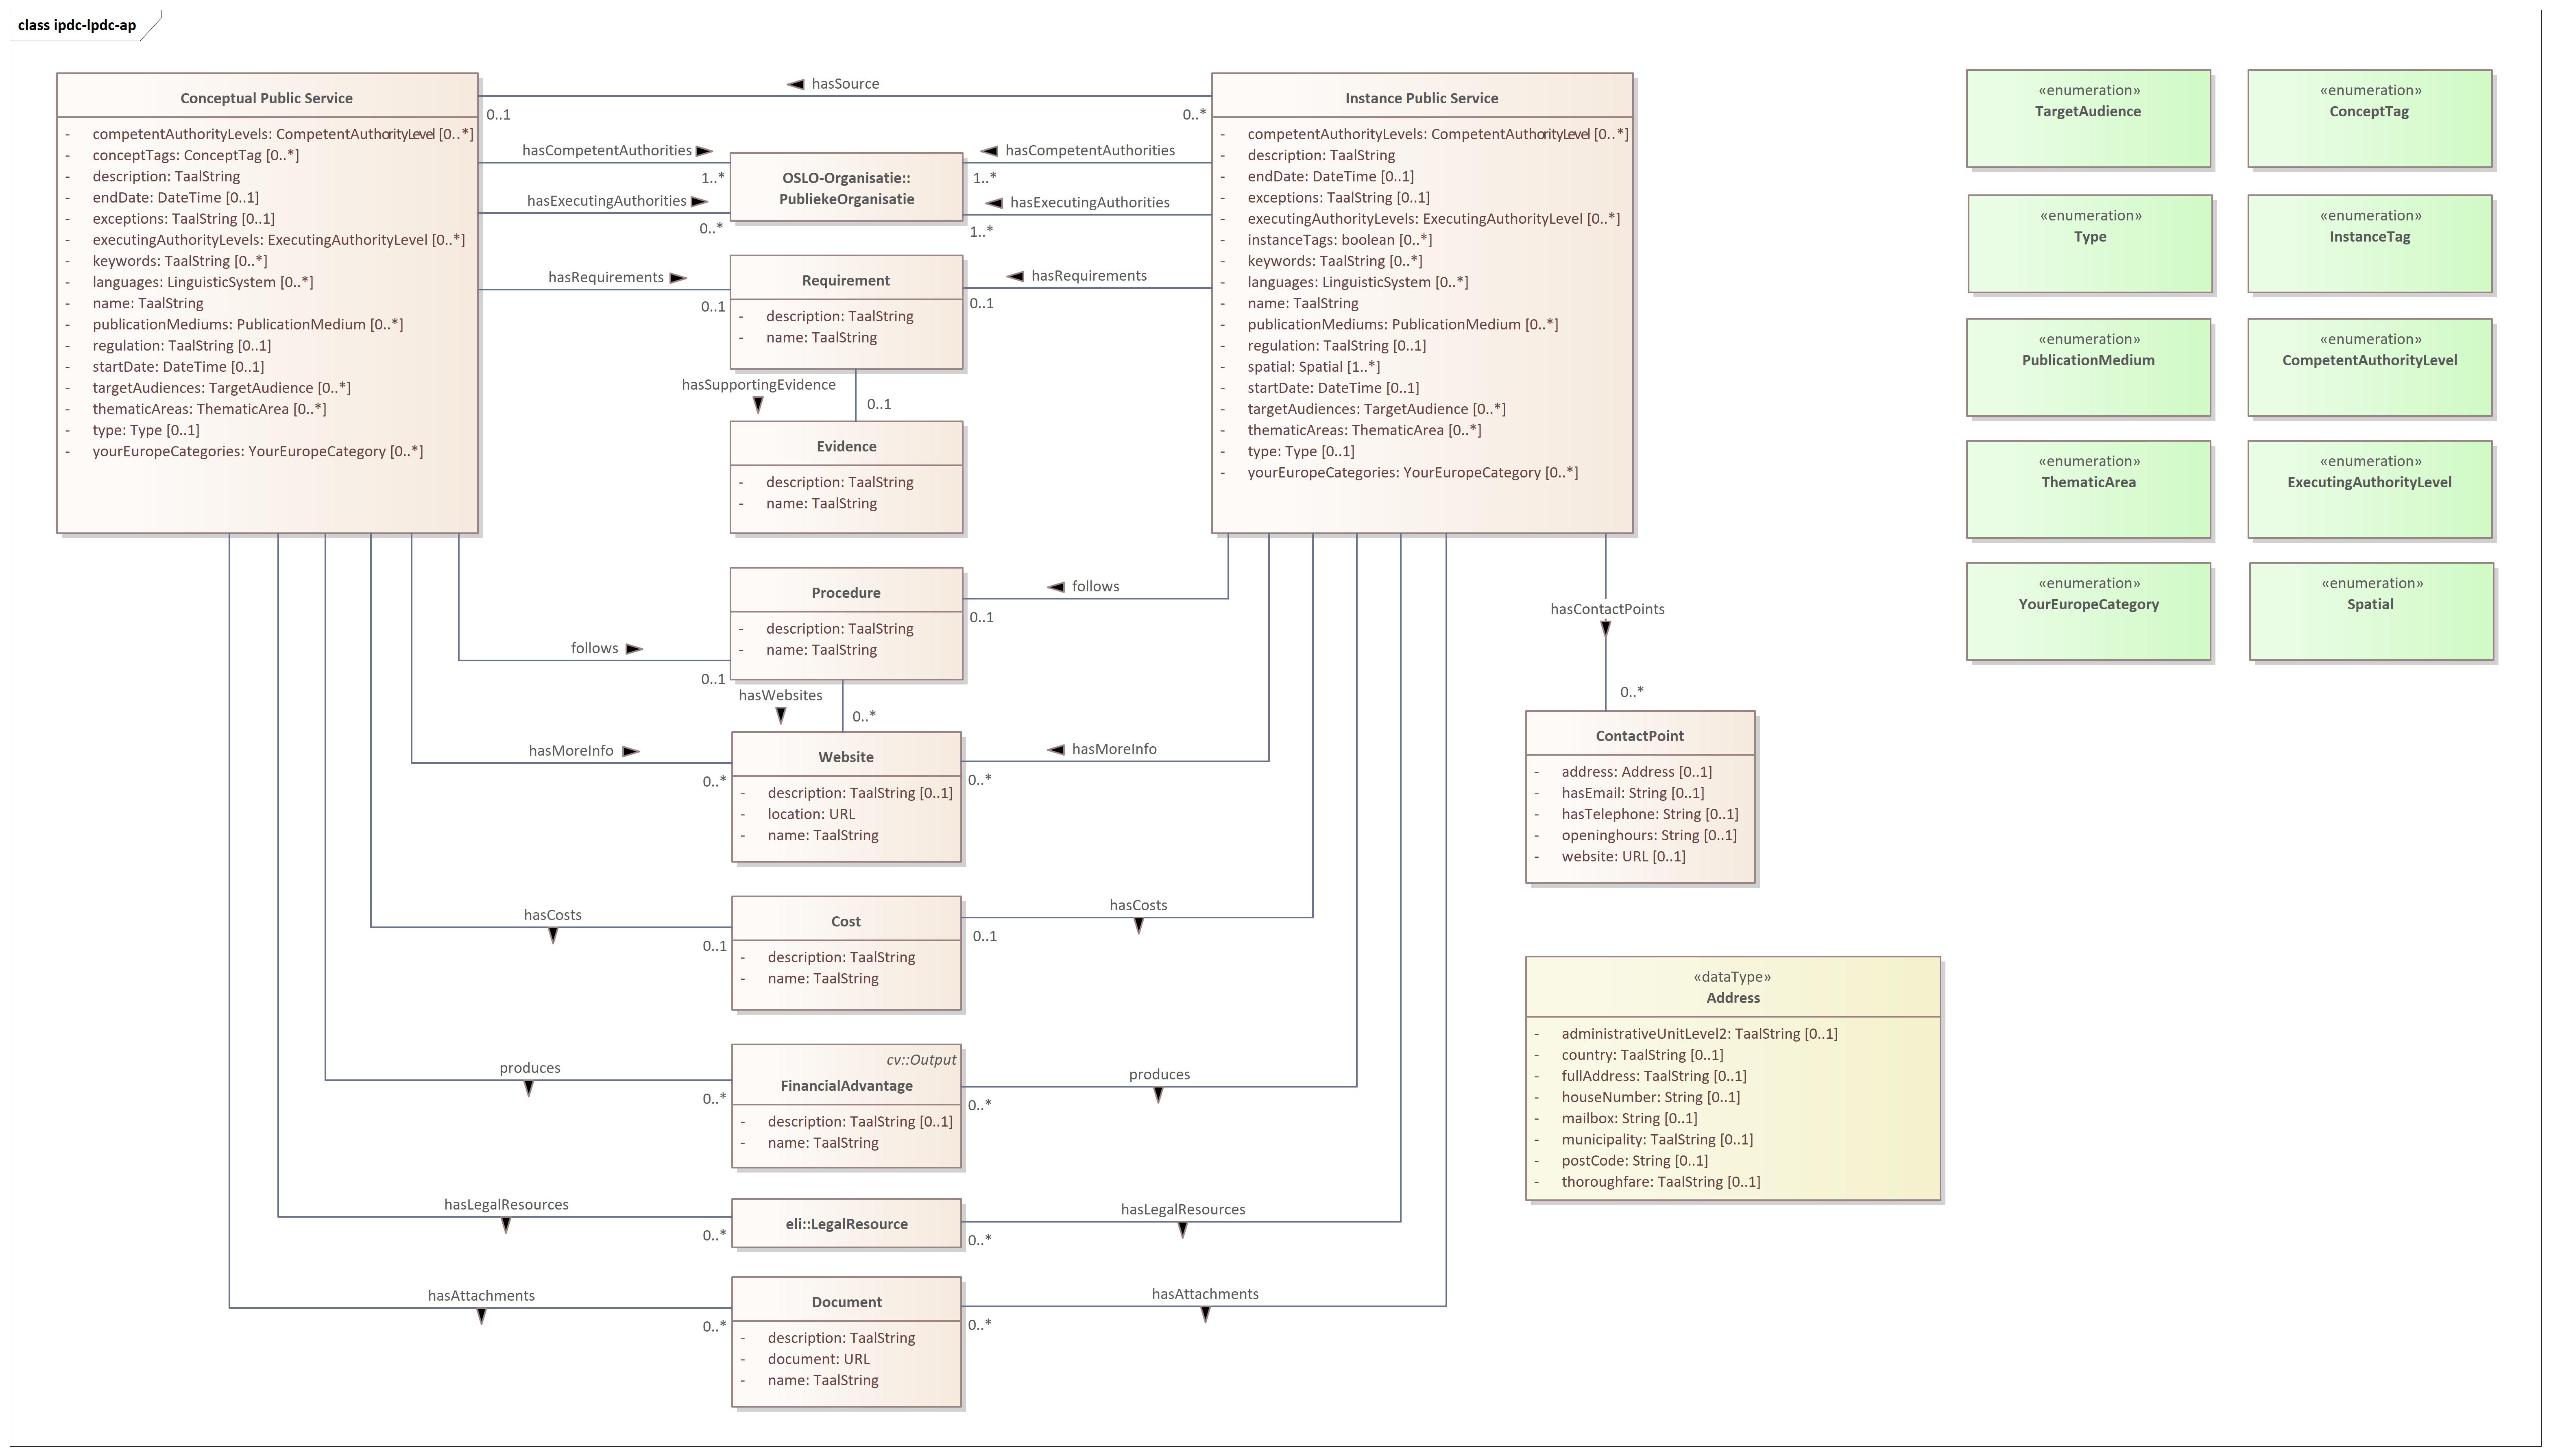 class ipdc-lpdc-ap
Conceptual Public Service
- competentAuthorityLevels: CompetentAuthorityLevel [0..*]
- conceptTags: ConceptTag [0..*]
- description: TaalString
- endDate: DateTime [0..1]
- exceptions: TaalString [0..1]
- executingAuthorityLevels: ExecutingAuthorityLevel [0..*]
- keywords: TaalString [0..*]
- languages: LinguisticSystem [0..*]
- name: TaalString
- publicationMediums: PublicationMedium [0..*]
- regulation: TaalString [0..1]
- startDate: DateTime [0..1]
- targetAudiences: TargetAudience [0..*]
- thematicAreas: ThematicArea [0..*]
- type: Type [0..1]
- yourEuropeCategories: YourEuropeCategory [0..*]
hasSource
0..1
0..*
hasCompetentAuthorities
1..*
hasExecutingAuthorities
0..*
hasRequirements
0..1
OSLO-Organisatie::
PubliekeOrganisatie
hasCompetentAuthorities
1..*
hasExecutingAuthorities
1..*
hasRequirements
0..1
Requirement
- description: TaalString
- name: TaalString
hasSupportingEvidence
0..1
Evidence
- description: TaalString
- name: TaalString
Instance Public Service
- competentAuthorityLevels: CompetentAuthorityLevel [0..*]
- description: TaalString
- endDate: DateTime [0..1]
- exceptions: TaalString [0..1]
- executingAuthorityLevels: ExecutingAuthorityLevel [0..*]
- instanceTags: boolean [0..*]
- keywords: TaalString [0..*]
- languages: LinguisticSystem [0..*]
- name: TaalString
- publicationMediums: PublicationMedium [0..*]
- regulation: TaalString [0..1]
- spatial: Spatial [1..*]
- startDate: DateTime [0..1]
- targetAudiences: TargetAudience [0..*]
- thematicAreas: ThematicArea [0..*]
- type: Type [0..1]
- yourEuropeCategories: YourEuropeCategory [0..*]
«enumeration»
TargetAudience
«enumeration»
ConceptTag
«enumeration»
Type
«enumeration»
InstanceTag
«enumeration»
PublicationMedium
«enumeration»
CompetentAuthorityLevel
«enumeration»
ThematicArea
«enumeration»
ExecutingAuthorityLevel
«enumeration»
YourEuropeCategory
«enumeration»
Spatial
follows
0..1
Procedure
- description: TaalString
- name: TaalString
follows
0..1
hasWebsites
0..*
hasMoreInfo
0..*
Website
- description: TaalString [0..1]
- location: URL
- name: TaalString
hasMoreInfo
0..*
hasContactPoints
0..*
ContactPoint
- address: Address [0..1]
- hasEmail: String [0..1]
- hasTelephone: String [0..1]
- openinghours: String [0..1]
- website: URL [0..1]
hasCosts
0..1
Cost
- description: TaalString
- name: TaalString
hasCosts
0..1
«dataType»
Address
- administrativeUnitLevel2: TaalString [0..1]
- country: TaalString [0..1]
- fullAddress: TaalString [0..1]
- houseNumber: String [0..1]
- mailbox: String [0..1]
- municipality: TaalString [0..1]
- postCode: String [0..1]
- thoroughfare: TaalString [0..1]
produces
0..*
cv::Output
FinancialAdvantage
- description: TaalString [0..1]
- name: TaalString
produces
0..*
hasLegalResources
0..*
eli::LegalResource
hasLegalResources
0..*
hasAttachments
0..*
Document
- description: TaalString
- document: URL
- name: TaalString
hasAttachments
0..*